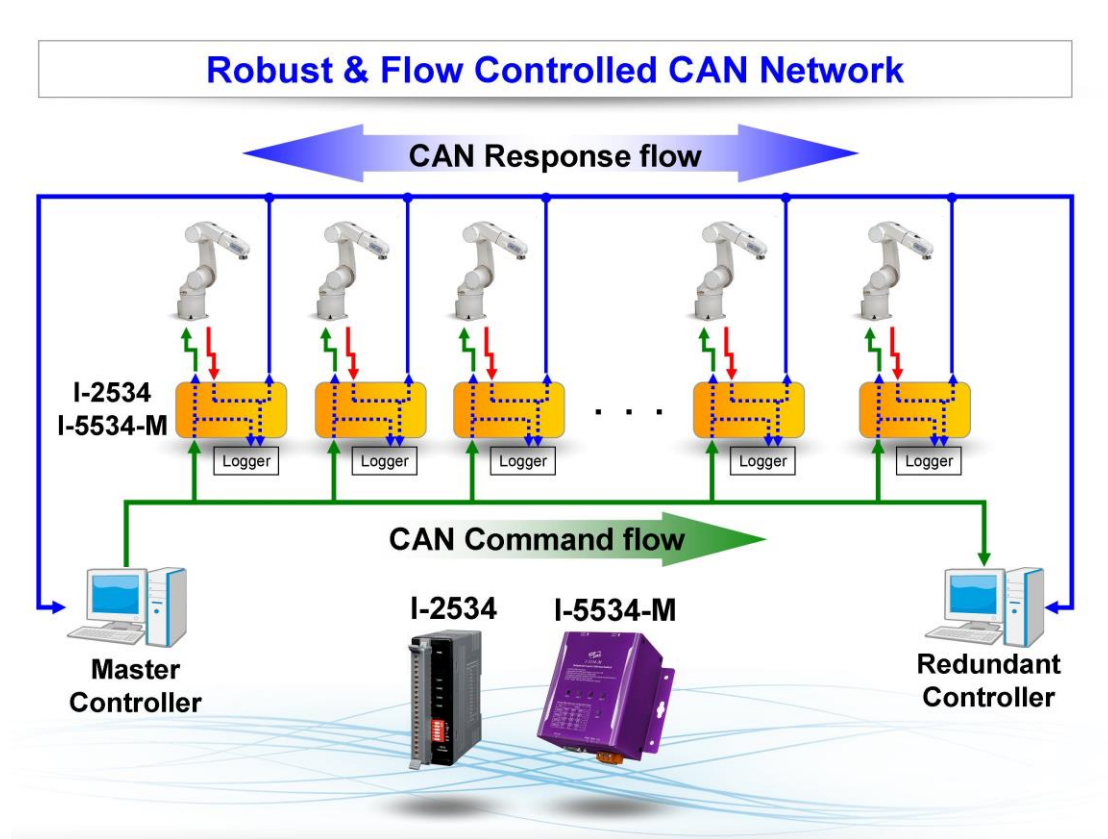 Robust & Flow Controlled CAN Network
CAN Response flow
I-2534
I-5534-M
. . .
Logger
Logger
Logger
Logger
Logger
CAN Command flow
I-2534
I-5534-M
Master
Controller
Redundant
Controller